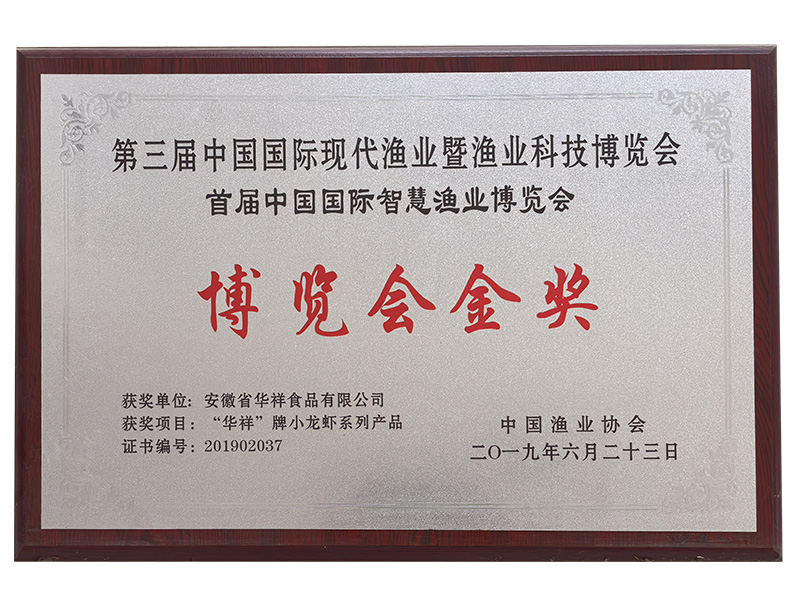 第三届中国国际现代渔业暨渔业科技博览会
首届中国国际智慧渔业博览会
博览会金奖
获奖单位：安徽省华祥食品有限公司
获奖项目：“华祥”牌小龙虾系列产品
证书编号：201902037
中国渔业协会
二〇一九年六月二十三日